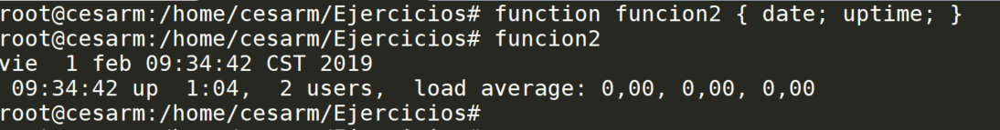 root@cesarm:/home/cesarm/Ejercicios# function funcion2 { date; uptime; }
root@cesarm:/home/cesarm/Ejercicios# funcion2
vie  1 feb 09:34:42 CST 2019
 09:34:42 up  1:04,  2 users,  load average: 0,00, 0,00, 0,00
root@cesarm:/home/cesarm/Ejercicios#